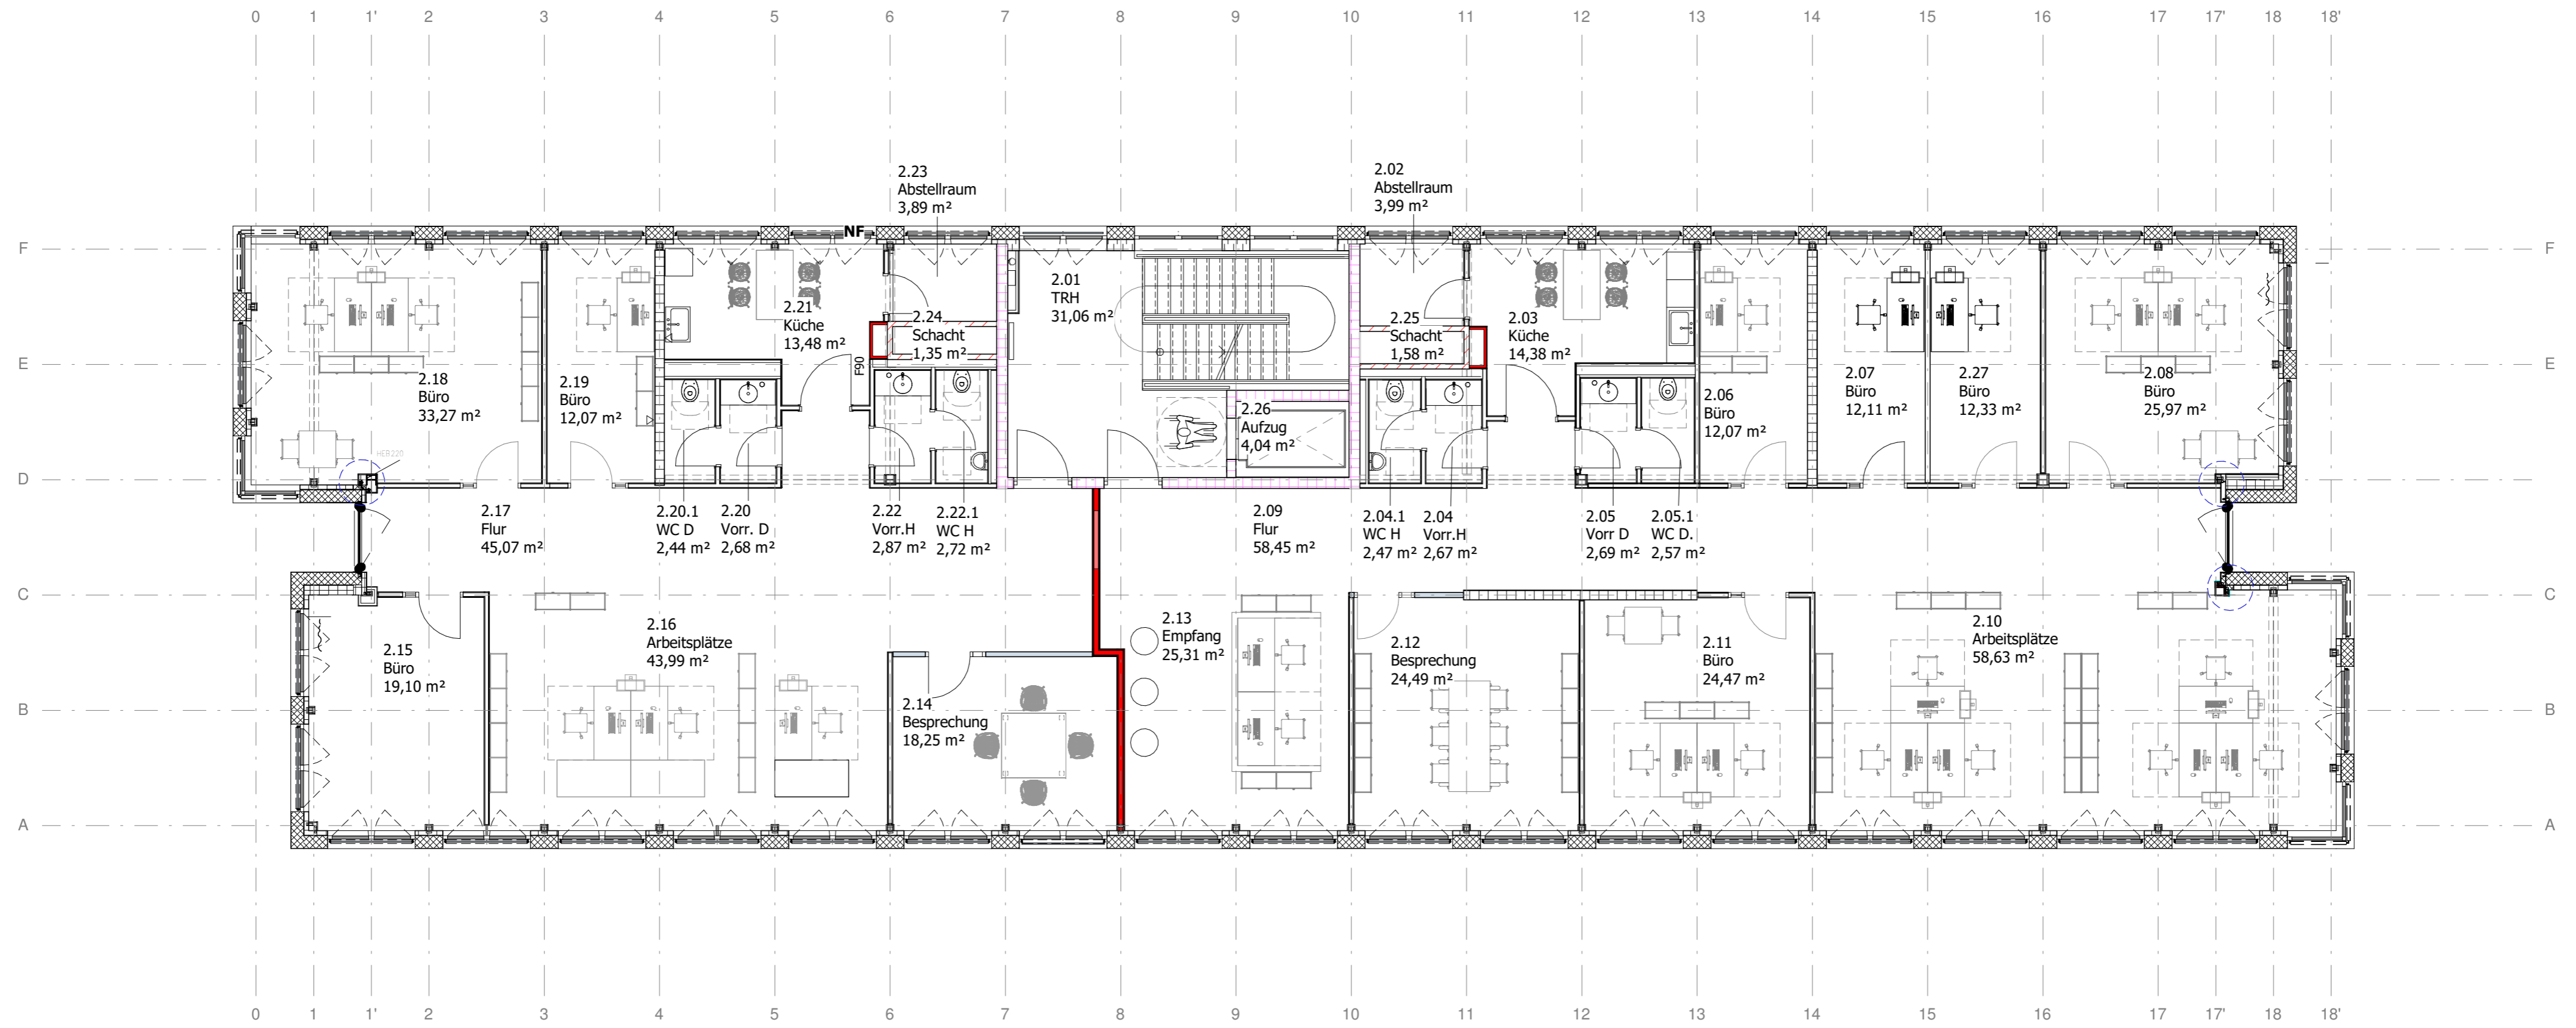 0 1 1' 2 3 4 5 6 7 8 9 10 11 12 13 14 15 16 17 17' 18 18'
2.23
Abstellraum
3,89 m²
2.02
Abstellraum
3,99 m²
NF
F F
2.01
TRH
31,06 m²
2.21
Küche
13,48 m²
2.24
Schacht
1,35 m²
2.25
Schacht
1,58 m²
2.03
Küche
14,38 m²
F90
E E
2.18
Büro
33,27 m²
2.19
Büro
12,07 m²
2.26
Aufzug
4,04 m²
2.06
Büro
12,07 m²
2.07
Büro
12,11 m²
2.27
Büro
12,33 m²
2.08
Büro
25,97 m²
HEB220
D D
2.17
Flur
45,07 m²
2.20.1
WC D
2,44 m²
2.20
Vorr. D
2,68 m²
2.22
Vorr.H
2,87 m²
2.22.1
WC H
2,72 m²
2.09
Flur
58,45 m²
2.04.1
WC H
2,47 m²
2.04
Vorr.H
2,67 m²
2.05
Vorr D
2,69 m²
2.05.1
WC D.
2,57 m²
C C
2.15
Büro
19,10 m²
2.16
Arbeitsplätze
43,99 m²
2.13
Empfang
25,31 m²
2.12
Besprechung
24,49 m²
2.11
Büro
24,47 m²
2.10
Arbeitsplätze
58,63 m²
2.14
Besprechung
18,25 m²
B B
A A
0 1 1' 2 3 4 5 6 7 8 9 10 11 12 13 14 15 16 17 17' 18 18'